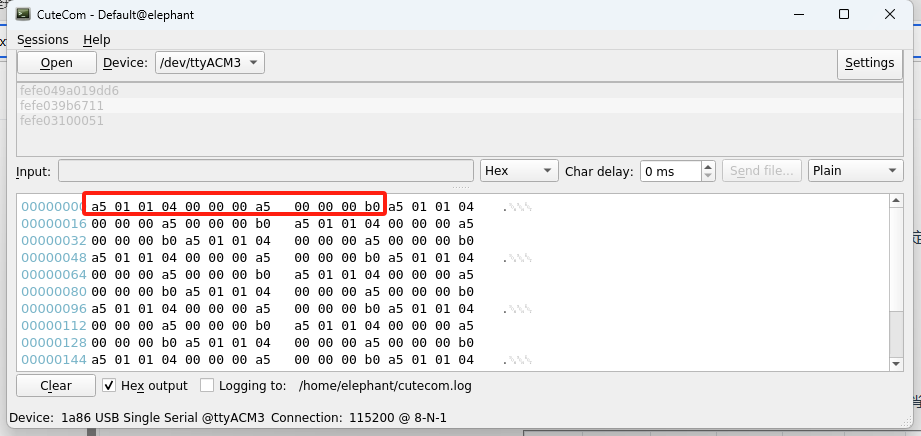 CuteCom - Default@elephant
Sessions Help
Open Device: /dev/ttyACM3 Settings
fefe049a019dd6
fefe039b6711
fefe03100051
Input: Hex Char delay: 0 ms Send file... Plain
00000000 a5 01 01 04 00 00 00 a5 00 00 00 b0 a5 01 01 04 .%%%
00000016 00 00 00 a5 00 00 00 b0 a5 01 01 04 00 00 00 a5
00000032 00 00 00 b0 a5 01 01 04 00 00 00 a5 00 00 00 b0
00000048 a5 01 01 04 00 00 00 a5 00 00 00 b0 a5 01 01 04 .%%%
00000064 00 00 00 a5 00 00 00 b0 a5 01 01 04 00 00 00 a5
00000080 00 00 00 b0 a5 01 01 04 00 00 00 a5 00 00 00 b0
00000096 a5 01 01 04 00 00 00 a5 00 00 00 b0 a5 01 01 04 .%%%
00000112 00 00 00 a5 00 00 00 b0 a5 01 01 04 00 00 00 a5
00000128 00 00 00 b0 a5 01 01 04 00 00 00 a5 00 00 00 b0
00000144 a5 01 01 04 00 00 00 a5 00 00 00 b0 a5 01 01 04 .%%%
Clear Hex output Logging to: /home/elephant/cutecom.log
Device: 1a86 USB Single Serial @ttyACM3 Connection: 115200 @ 8-N-1